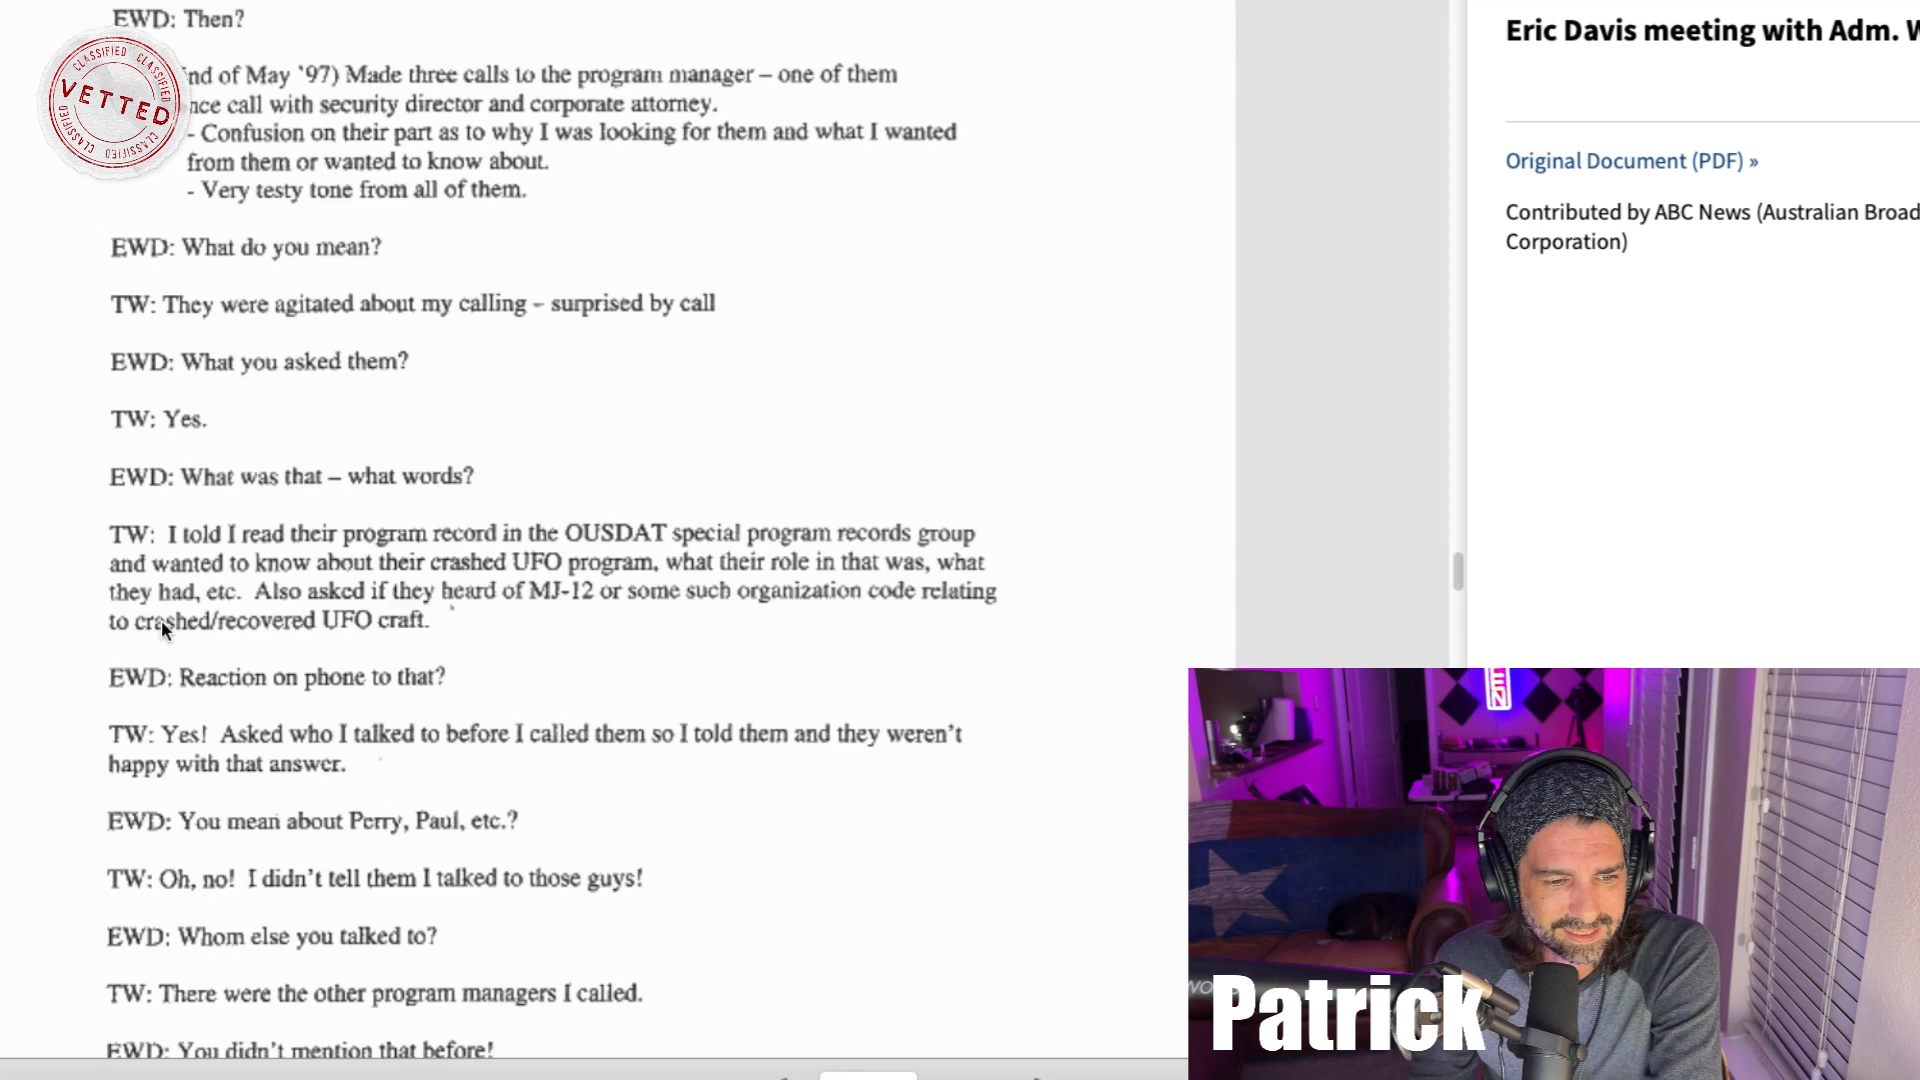 EWD: Then?
nd of May `97) Made three calls to the program manager – one of them
nce call with security director and corporate attorney.
- Confusion on their part as to why I was looking for them and what I wanted
from them or wanted to know about.
- Very testy tone from all of them.
CLASSIFIED CLASSIFIED
VETTED
CLASSIFIED CLASSIFIED
EWD: What do you mean?
TW: They were agitated about my calling – surprised by call
EWD: What you asked them?
TW: Yes.
EWD: What was that – what words?
TW: I told I read their program record in the OUSDAT special program records group
and wanted to know about their crashed UFO program, what their role in that was, what
they had, etc. Also asked if they heard of MJ-12 or some such organization code relating
to crashed/recovered UFO craft.
EWD: Reaction on phone to that?
TW: Yes! Asked who I talked to before I called them so I told them and they weren't
happy with that answer.
EWD: You mean about Perry, Paul, etc.?
TW: Oh, no! I didn't tell them I talked to those guys!
EWD: Whom else you talked to?
TW: There were the other program managers I called.
EWD: You didn't mention that before!
Eric Davis meeting with Adm. W
Original Document (PDF) »
Contributed by ABC News (Australian Broad
Corporation)
Patrick